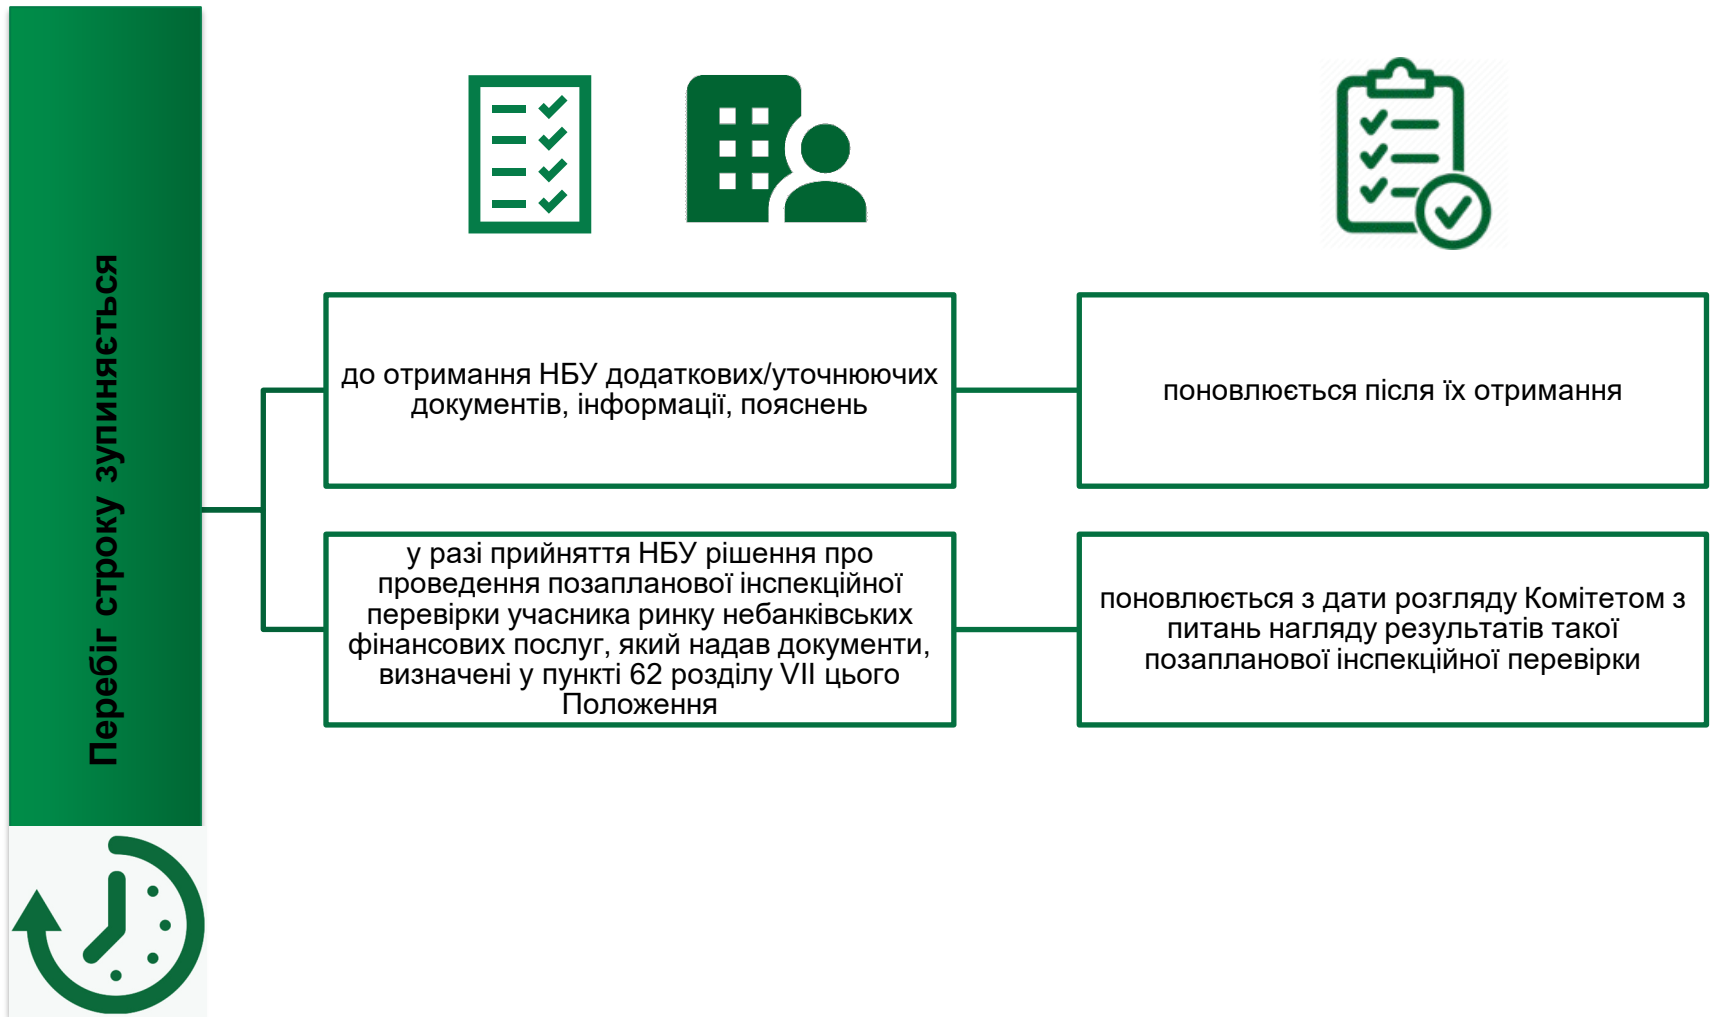 Перебіг строку зупиняється
до отримання НБУ додаткових/уточнюючих
документів, інформації, пояснень
поновлюється після їх отримання
у разі прийняття НБУ рішення про
проведення позапланової інспекційної
перевірки учасника ринку небанківських
фінансових послуг, який надав документи,
визначені у пункті 62 розділу VII цього
Положення
поновлюється з дати розгляду Комітетом з
питань нагляду результатів такої
позапланової інспекційної перевірки